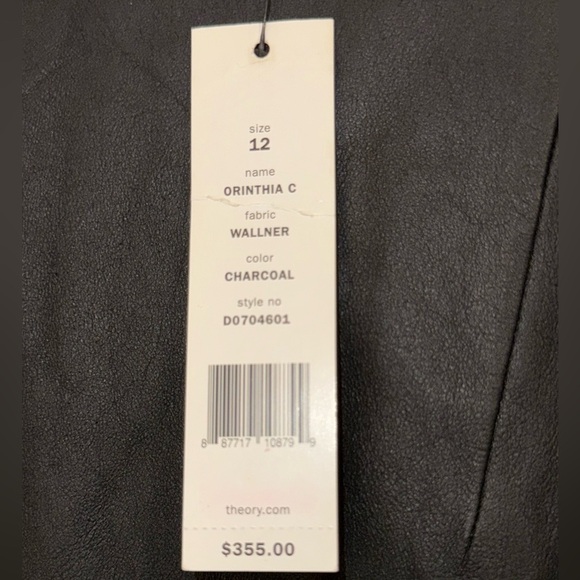 size
12
name
ORINTHIA C
fabric
WALLNER
color
CHARCOAL
style no
D0704601
8 87717 10879 9
theory.com
$355.00